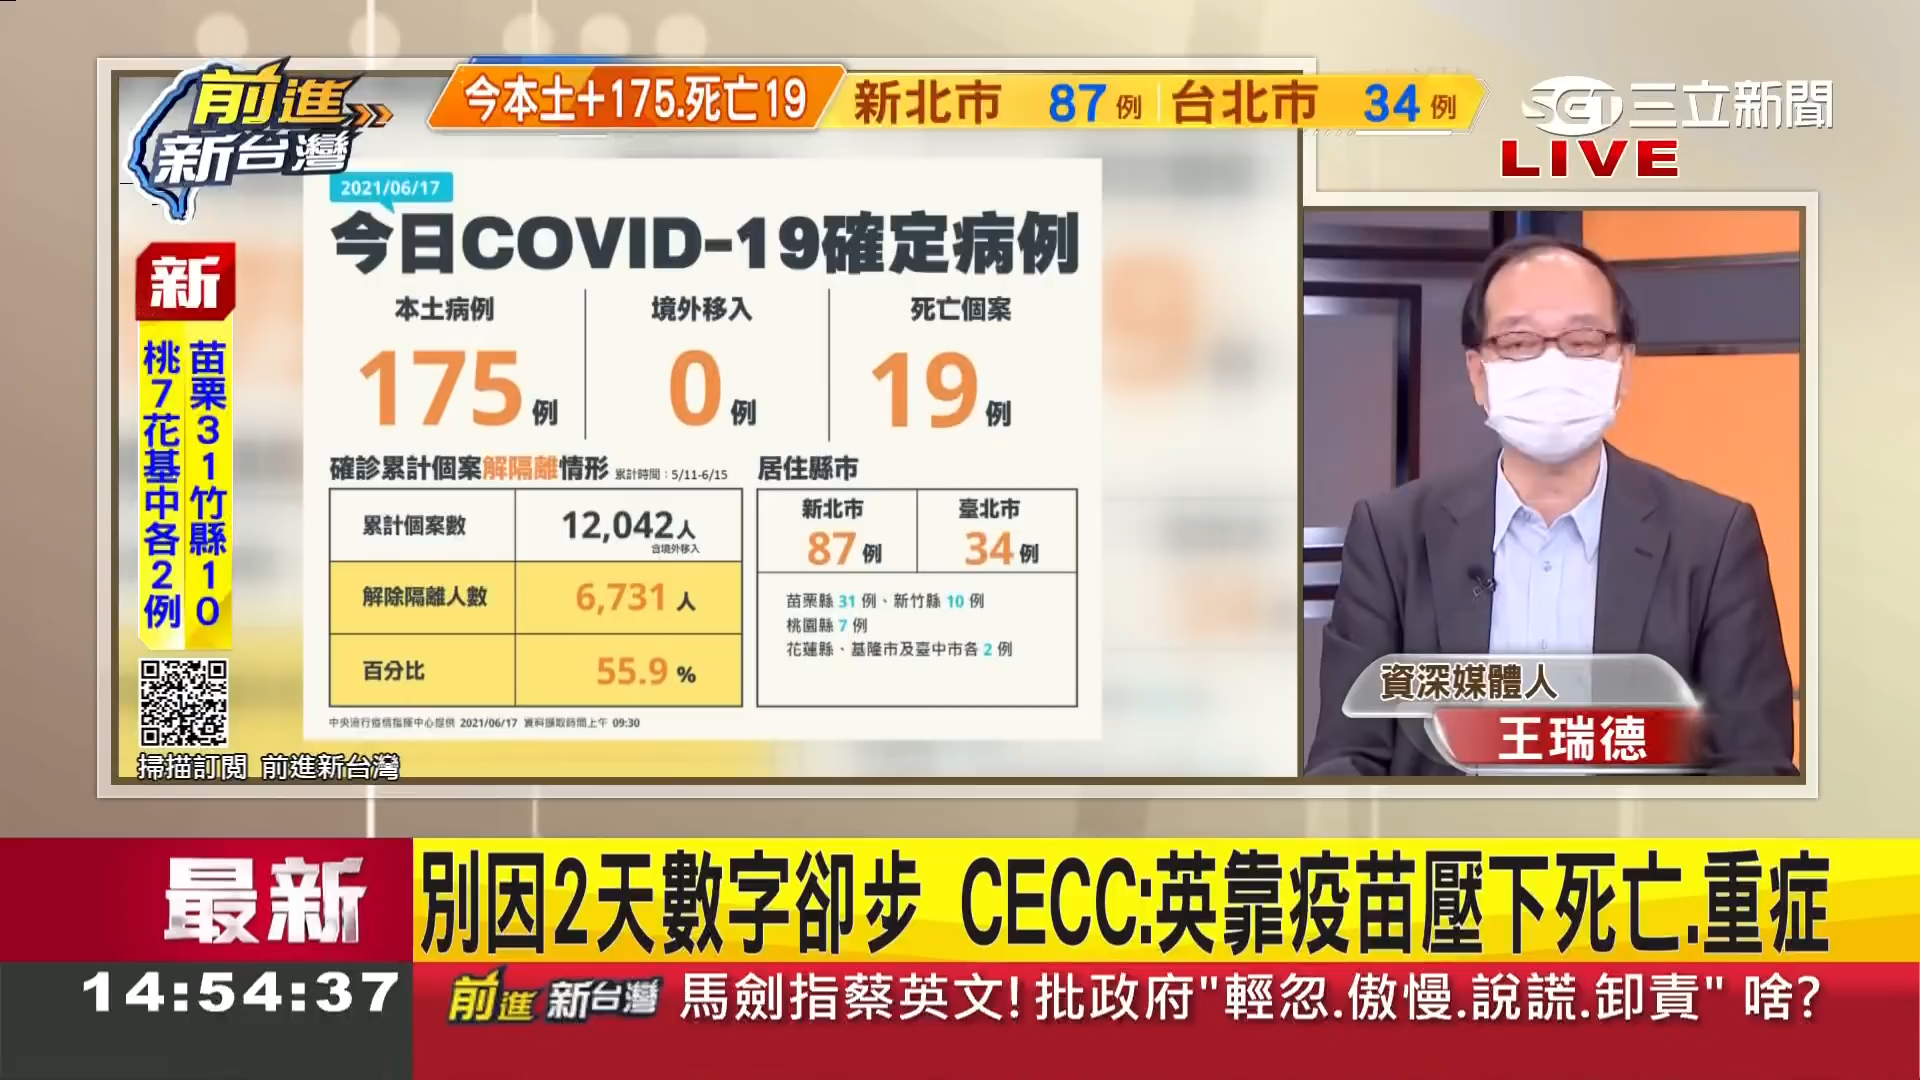 前進
新台灣
今本土+175.死亡19
新北市 87例
台北市 34例
SET三立新聞
LIVE
新
苗栗31竹縣10
桃7花基中各2例
掃描訂閱 前進新台灣
2021/06/17
今日COVID-19確定病例
本土病例
175例
境外移入
0例
死亡個案
19例
確診累計個案解隔離情形 累計時間：5/11-6/15
累計個案數 12,042人
含境外移入
解除隔離人數 6,731人
百分比 55.9%
居住縣市
新北市 臺北市
87例 34例
苗栗縣 31 例、新竹縣 10 例
桃園縣 7 例
花蓮縣、基隆市及臺中市各 2 例
中央流行疫情指揮中心提供 2021/06/17 資料擷取時間上午 09:30
資深媒體人
王瑞德
最新
別因2天數字卻步 CECC:英靠疫苗壓下死亡.重症
14:54:37
前進新台灣 馬劍指蔡英文!批政府"輕忽.傲慢.說謊.卸責" 啥?